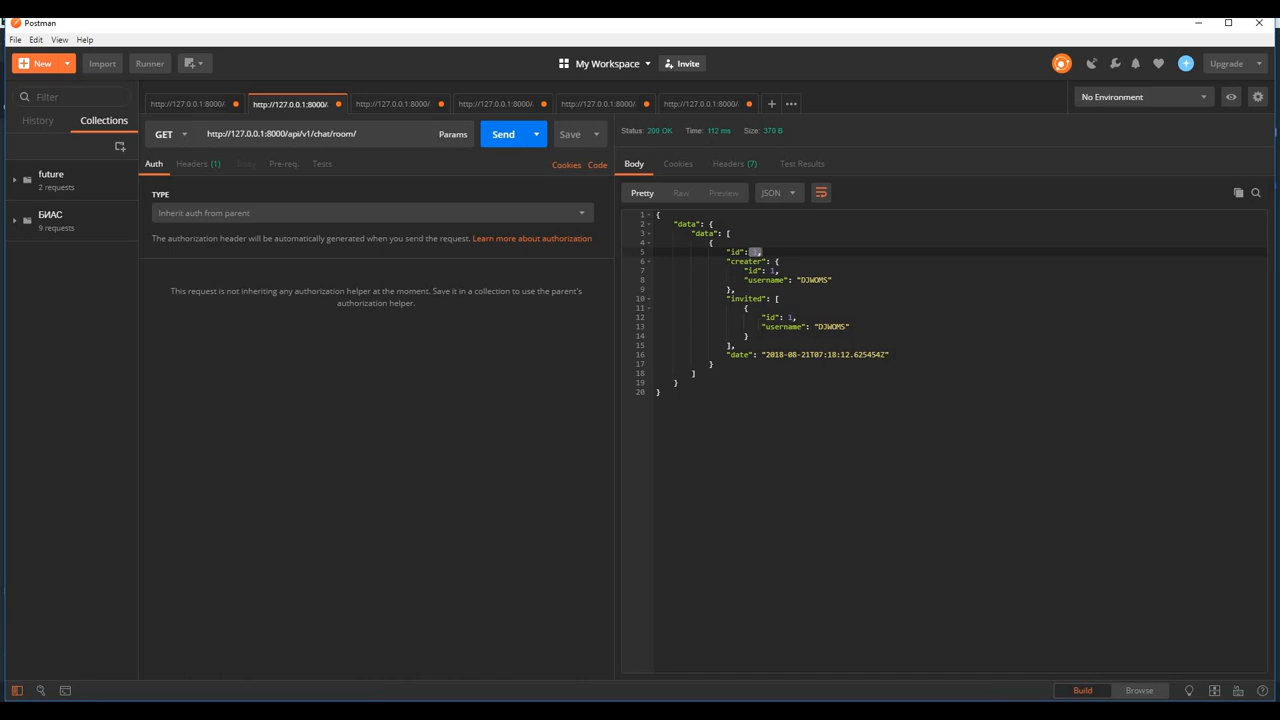 Postman
File Edit View Help
New Import Runner My Workspace Invite Upgrade
Filter
http://127.0.0.1:8000/ http://127.0.0.1:8000/ http://127.0.0.1:8000/ http://127.0.0.1:8000/ http://127.0.0.1:8000/ http://127.0.0.1:8000/
No Environment
History Collections
GET http://127.0.0.1:8000/api/v1/chat/room/ Params Send Save
Status: 200 OK Time: 112 ms Size: 370 B
Auth Headers (1) Body Pre-req. Tests Cookies Code
Body Cookies Headers (7) Test Results
future
2 requests
БИАС
9 requests
TYPE
Inherit auth from parent
The authorization header will be automatically generated when you send the request. Learn more about authorization
This request is not inheriting any authorization helper at the moment. Save it in a collection to use the parent's
authorization helper.
Pretty Raw Preview JSON
1 {
2 "data": {
3 "data": [
4 {
5 "id": 1,
6 "creater": {
7 "id": 1,
8 "username": "DJWOMS"
9 },
10 "invited": [
11 {
12 "id": 1,
13 "username": "DJWOMS"
14 }
15 ],
16 "date": "2018-08-21T07:18:12.625454Z"
17 }
18 ]
19 }
20 }
Build Browse